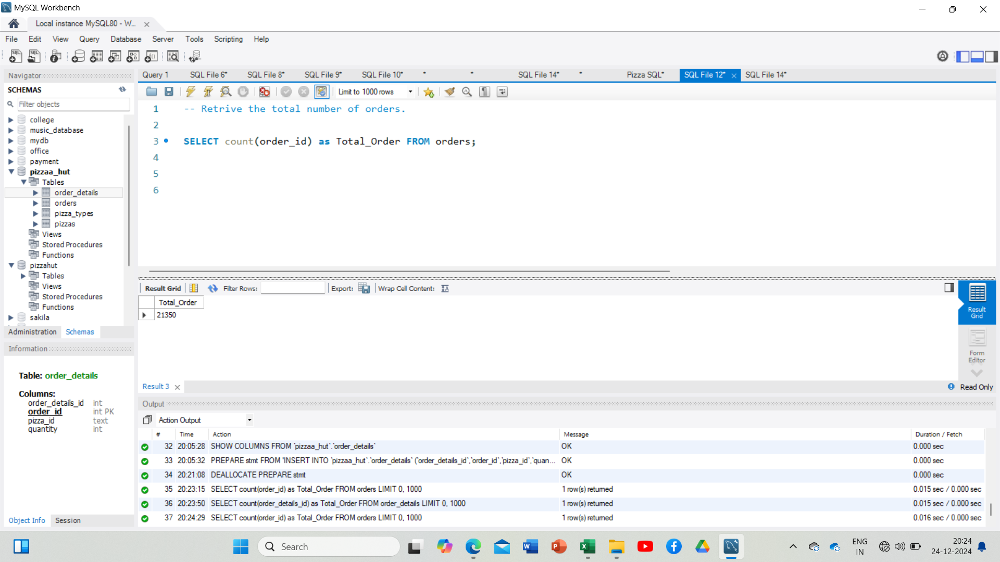 MySQL Workbench
Local instance MySQL80 - W...
File Edit View Query Database Server Tools Scripting Help
Navigator
SCHEMAS
Filter objects
college
music_database
mydb
office
payment
pizzaa_hut
Tables
order_details
orders
pizza_types
pizzas
Views
Stored Procedures
Functions
pizzahut
Tables
Views
Stored Procedures
Functions
sakila
Administration Schemas
Information
Table: order_details
Columns:
order_details_id int
order_id int PK
pizza_id text
quantity int
Object Info Session
Query 1 SQL File 6* SQL File 8* SQL File 9* SQL File 10* * * SQL File 14* * Pizza SQL* SQL File 12* SQL File 14*
Limit to 1000 rows
1 -- Retrive the total number of orders.
2
3 SELECT count(order_id) as Total_Order FROM orders;
4
5
6
Result Grid Filter Rows: Export: Wrap Cell Content:
Total_Order
21350
Result Grid
Form Editor
Result 3
Read Only
Output
Action Output
# Time Action Message Duration / Fetch
32 20:05:28 SHOW COLUMNS FROM `pizzaa_hut`.`order_details` OK 0.000 sec
33 20:05:32 PREPARE stmt FROM 'INSERT INTO `pizzaa_hut`.`order_details` (`order_details_id`,`order_id`,`pizza_id`,`quan... OK 0.000 sec
34 20:21:08 DEALLOCATE PREPARE stmt OK 0.000 sec
35 20:23:15 SELECT count(order_id) as Total_Order FROM orders LIMIT 0, 1000 1 row(s) returned 0.015 sec / 0.000 sec
36 20:23:50 SELECT count(order_details_id) as Total_Order FROM order_details LIMIT 0, 1000 1 row(s) returned 0.015 sec / 0.000 sec
37 20:24:29 SELECT count(order_id) as Total_Order FROM orders LIMIT 0, 1000 1 row(s) returned 0.016 sec / 0.000 sec
Search
ENG
IN
20:24
24-12-2024